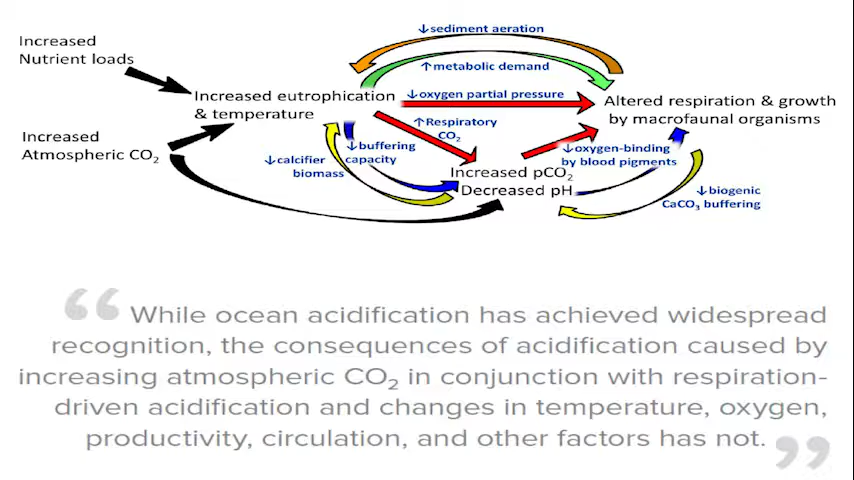 ↓sediment aeration
Increased
Nutrient loads
↑metabolic demand
Increased eutrophication
& temperature
↓oxygen partial pressure
Altered respiration & growth
by macrofaunal organisms
Increased
Atmospheric CO₂
↑Respiratory
CO₂
↓calcifier
biomass
↓buffering
capacity
↓oxygen-binding
by blood pigments
Increased pCO₂
Decreased pH
↓biogenic
CaCO₃ buffering
“While ocean acidification has achieved widespread
recognition, the consequences of acidification caused by
increasing atmospheric CO₂ in conjunction with respiration-
driven acidification and changes in temperature, oxygen,
productivity, circulation, and other factors has not.”